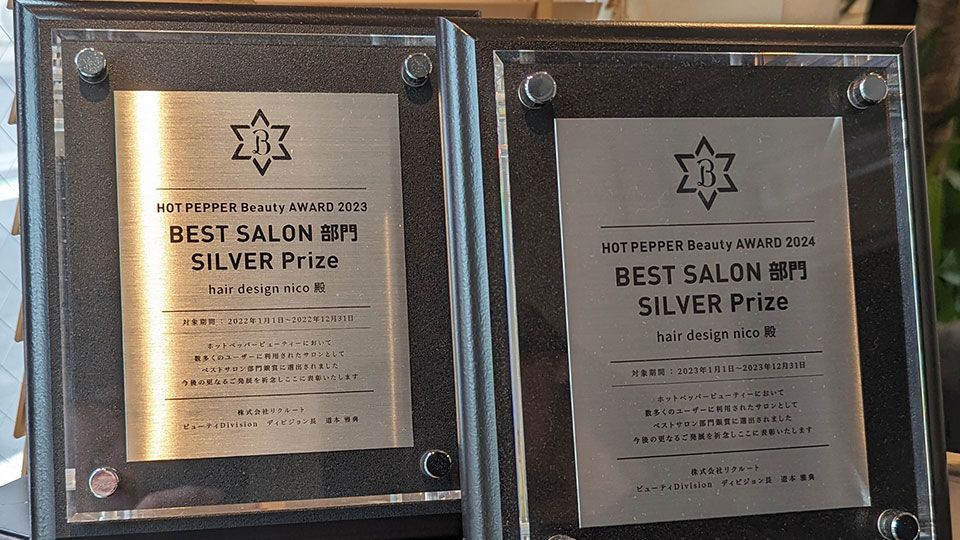 B
HOT PEPPER Beauty AWARD 2023
BEST SALON 部門
SILVER Prize
hair design nico 殿
対象期間：2022年1月1日~2022年12月31日
ホットペッパービューティーにおいて
数多くのユーザーに利用されたサロンとして
ベストサロン部門銀賞に選出されました
今後の更なるご発展を祈念しここに表彰いたします
株式会社リクルート
ビューティDivision ディビジョン長 道本 雅典
B
HOT PEPPER Beauty AWARD 2024
BEST SALON 部門
SILVER Prize
hair design nico 殿
対象期間：2023年1月1日~2023年12月31日
ホットペッパービューティーにおいて
数多くのユーザーに利用されたサロンとして
ベストサロン部門銀賞に選出されました
今後の更なるご発展を祈念しここに表彰いたします
株式会社リクルート
ビューティDivision ディビジョン長 道本 雅典